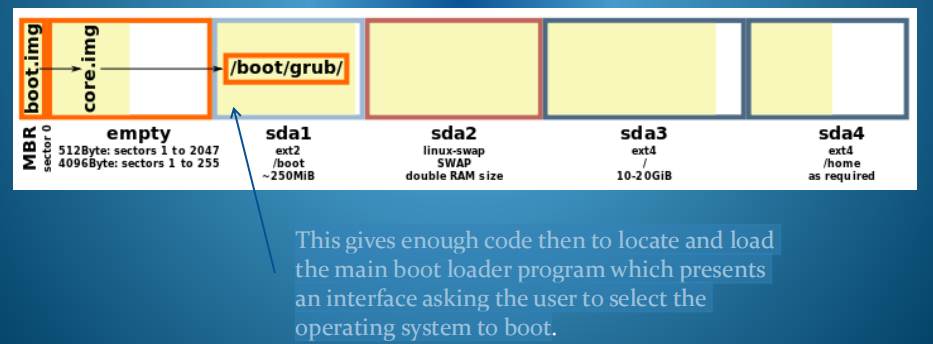 boot.img
core.img
/boot/grub/
MBR
sector 0
empty
512Byte: sectors 1 to 2047
4096Byte: sectors 1 to 255
sda1
ext2
/boot
~250MiB
sda2
linux-swap
SWAP
double RAM size
sda3
ext4
/
10-20GiB
sda4
ext4
/home
as required
This gives enough code then to locate and load
the main boot loader program which presents
an interface asking the user to select the
operating system to boot.